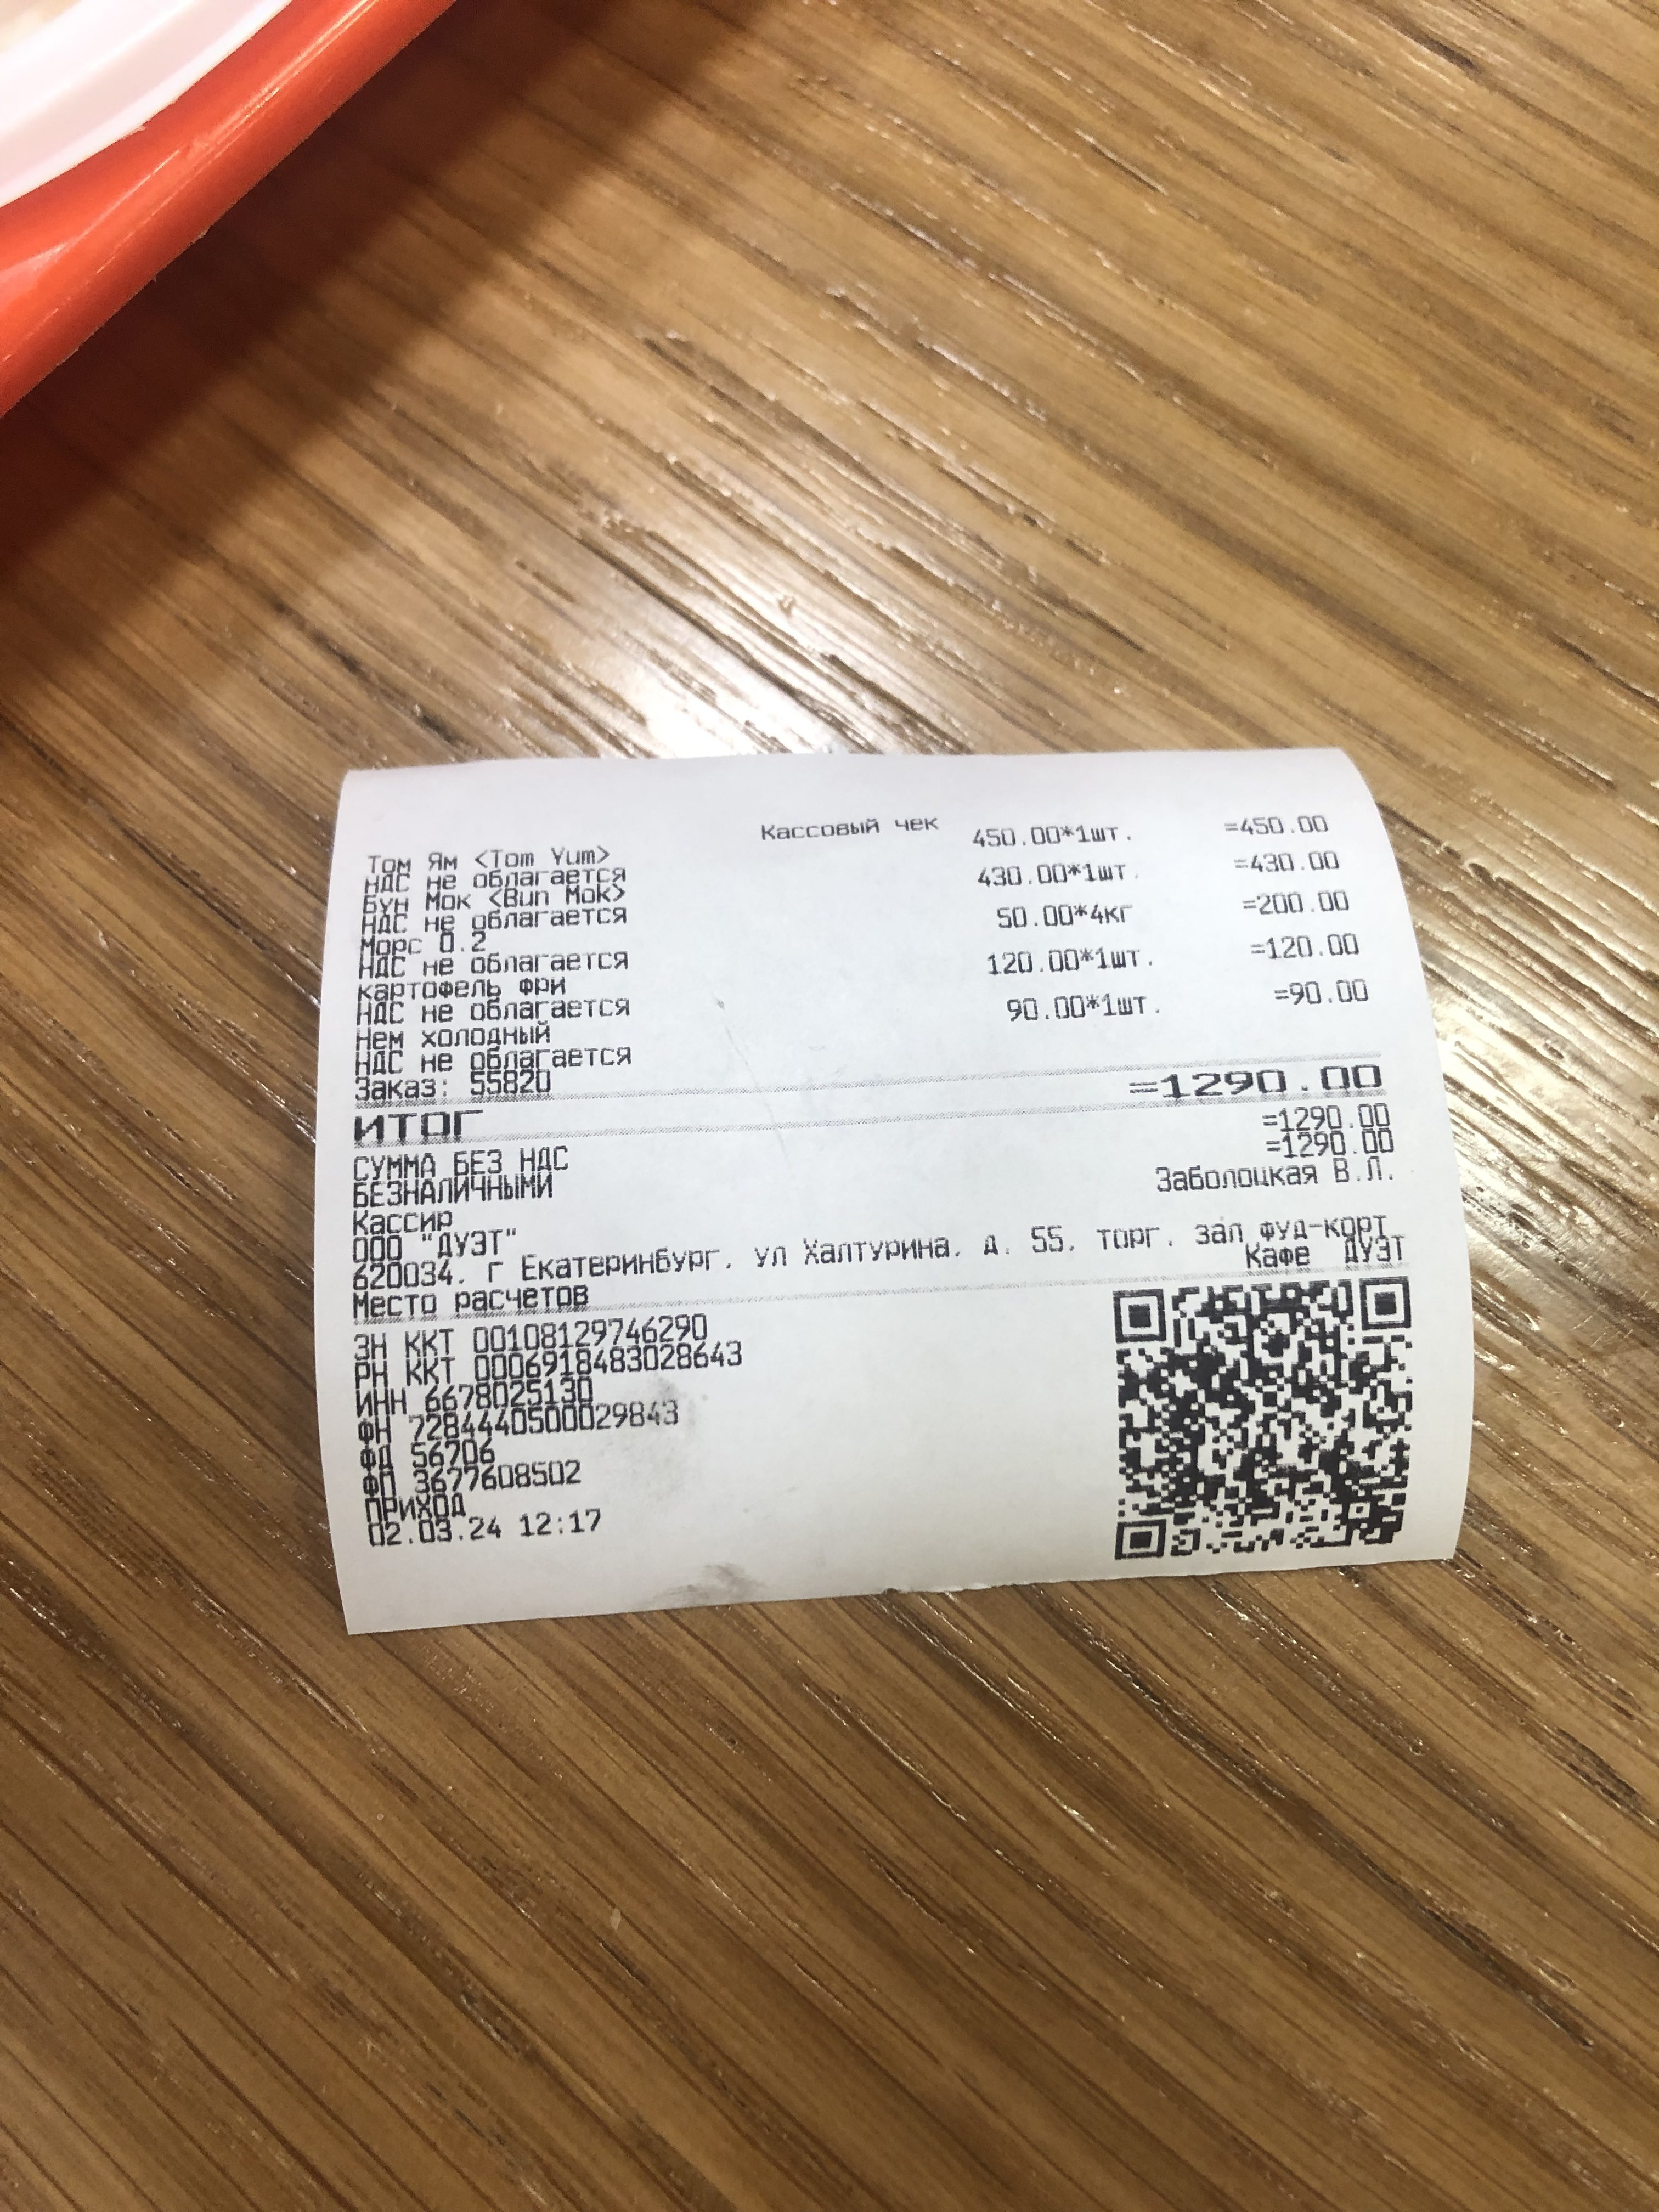 Кассовый чек
Том Ям <Tom Yum> 450.00*1шт. =450.00
НДС не облагается
Бун Мок <Bun Mok> 430.00*1шт. =430.00
НДС не облагается
Морс 0.2 50.00*4кг =200.00
НДС не облагается
картофель фри 120.00*1шт. =120.00
НДС не облагается
Нем холодный 90.00*1шт. =90.00
НДС не облагается
Заказ: 55820
ИТОГ =1290.00
СУММА БЕЗ НДС =1290.00
БЕЗНАЛИЧНЫМИ =1290.00
Кассир Заболоцкая В.Л.
ООО "ДУЭТ"
620034, г Екатеринбург, ул Халтурина, д. 55, торг. зал фуд-корт
Место расчетов Кафе ДУЭТ
ЗН ККТ 00108129746290
РН ККТ 0006918483028643
ИНН 6678025130
ФН 7284440500029843
ФД 56706
ФП 3677608502
ПРИХОД
02.03.24 12:17